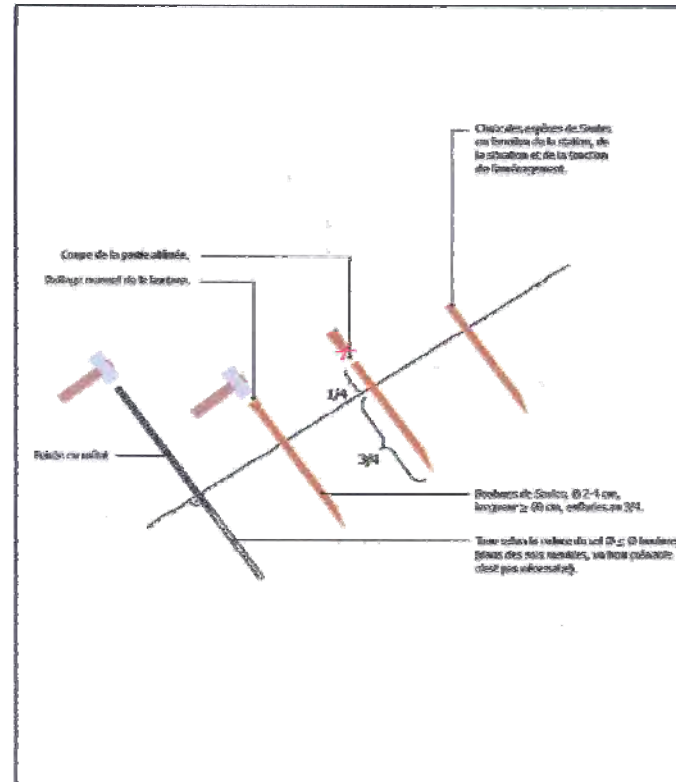 Choix des espèces de Saules
en fonction de la station, de
la situation et de la fonction
de l'aménagement.
Coupe de la partie abîmée.
Battage manuel de la bouture.
1/4
3/4
Boutures de Saules, Ø 2-4 cm,
longueur ≥ 60 cm, enfoncées au 3/4.
Trou selon la nature du sol Ø ≤ Ø boutures
(dans des sols meubles, un trou préalable
n'est pas nécessaire).